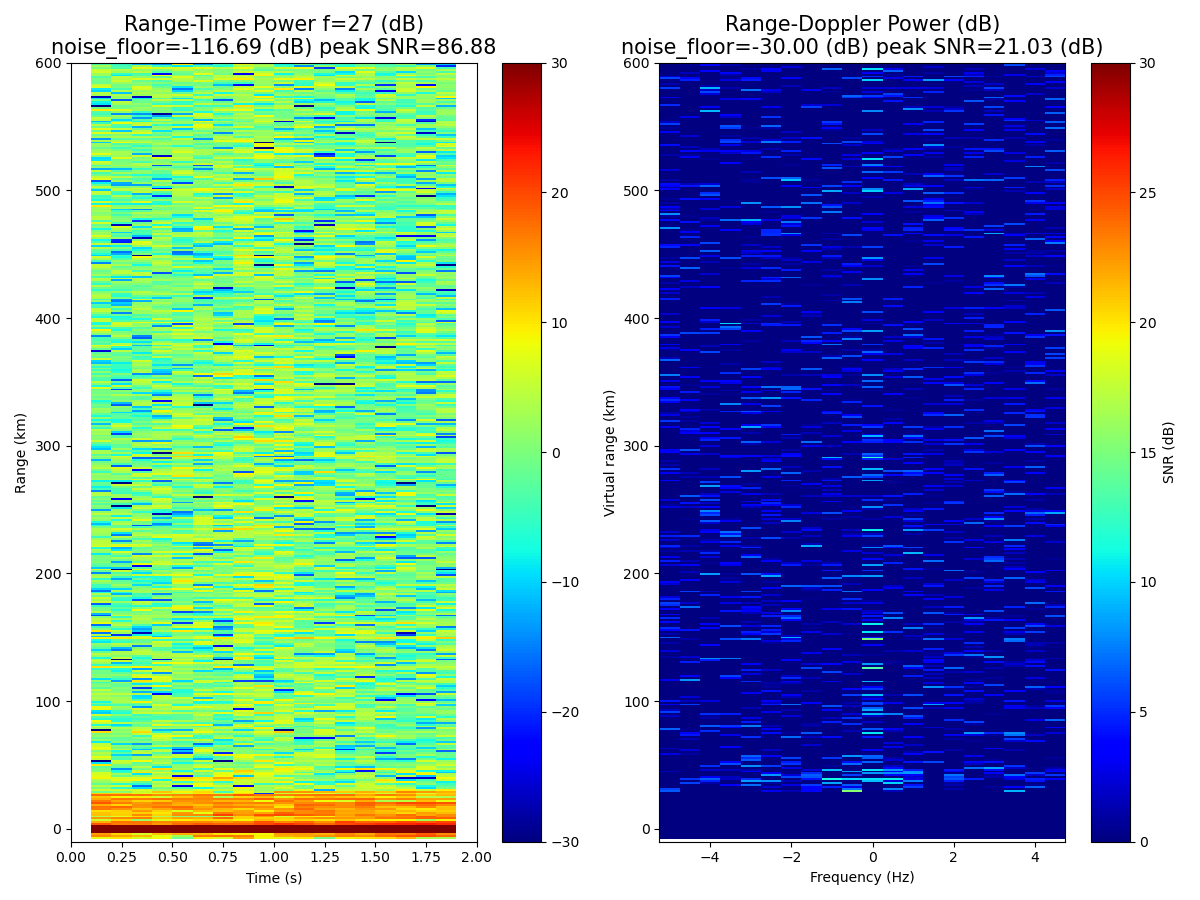 Range-Time Power f=27 (dB)
noise_floor=-116.69 (dB) peak SNR=86.88
600
500
400
300
200
100
0
Range (km)
0.00 0.25 0.50 0.75 1.00 1.25 1.50 1.75 2.00
Time (s)
30
20
10
0
−10
−20
−30
Range-Doppler Power (dB)
noise_floor=-30.00 (dB) peak SNR=21.03 (dB)
600
500
400
300
200
100
0
Virtual range (km)
−4 −2 0 2 4
Frequency (Hz)
30
25
20
15
10
5
0
SNR (dB)